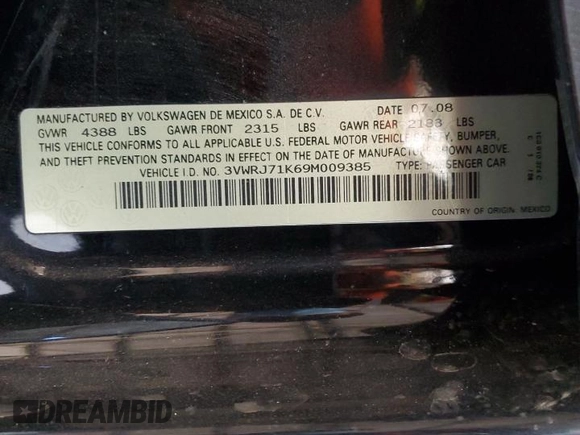 MANUFACTURED BY VOLKSWAGEN DE MEXICO S.A. DE C.V. DATE 07.08
GVWR 4388 LBS GAWR FRONT 2315 LBS GAWR REAR LBS
THIS VEHICLE CONFORMS TO ALL APPLICABLE U.S. FEDERAL MOTOR VEHICLE BUMPER,
AND THEFT PREVENTION STANDARDS IN EFFECT ON THE DATE OF MANUFACTURE SHOWN ABOVE.
VEHICLE I.D. NO. 3VWRJ71K69M009385 TYPE: PASSENGER CAR
COUNTRY OF ORIGIN: MEXICO
DREAMBID